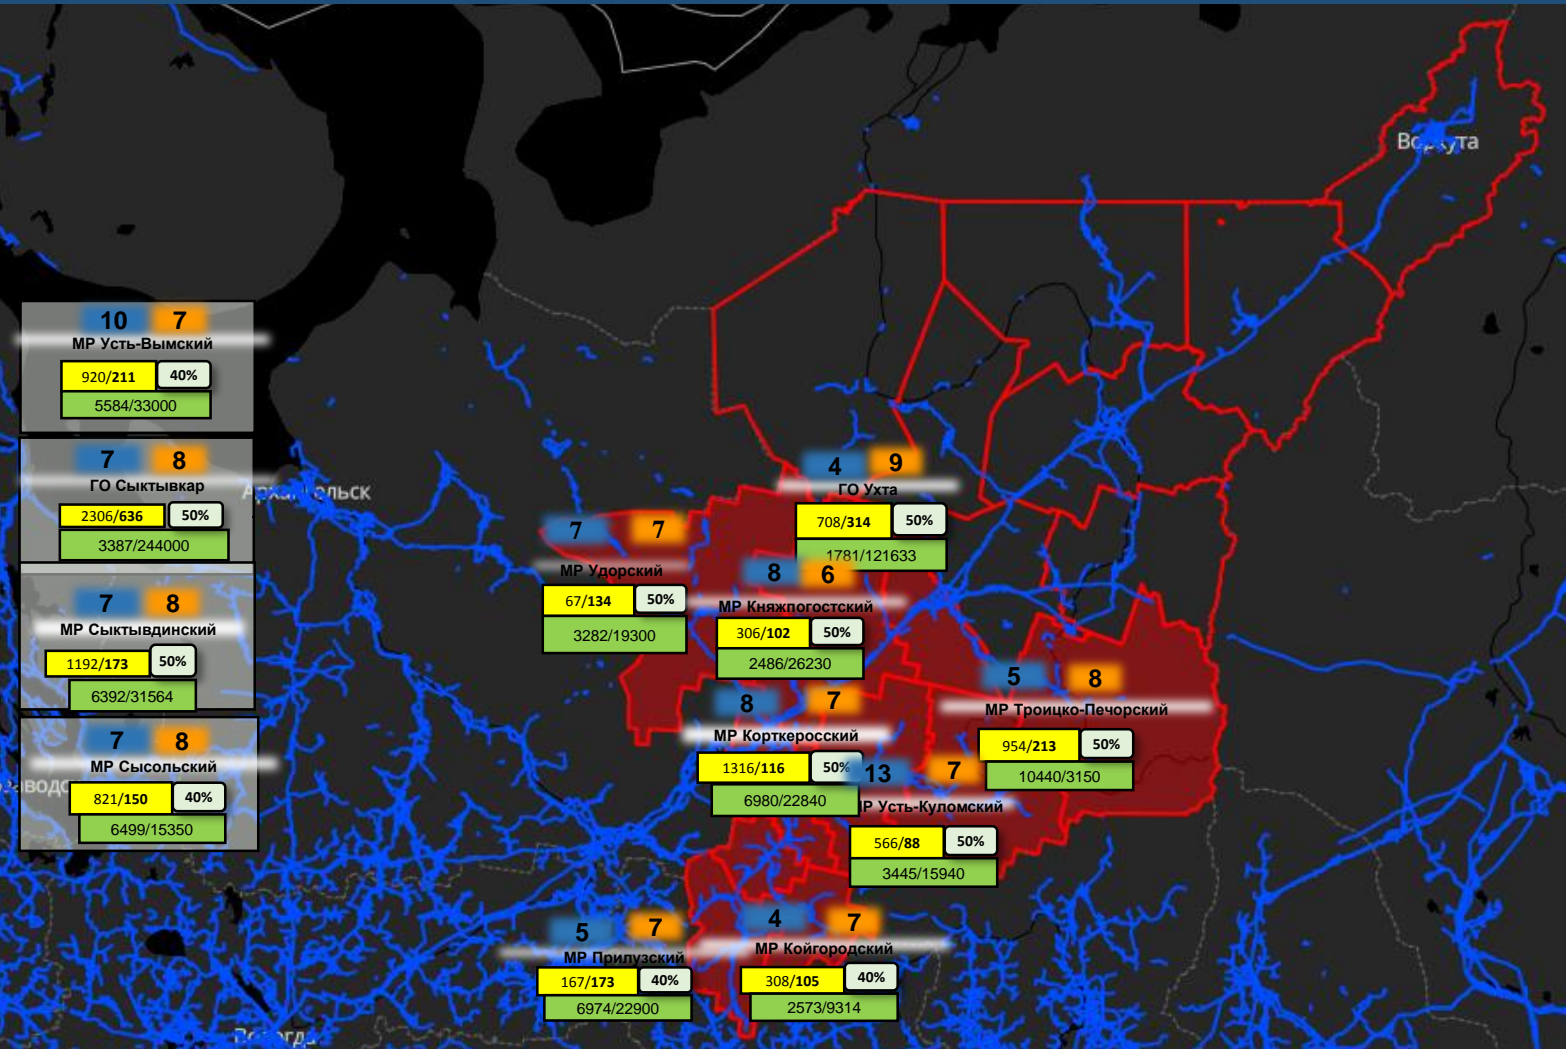 Воркута
10 7
МР Усть-Вымский
920/211 40%
5584/33000
7 8
ГО Сыктывкар
2306/636 50%
3387/244000
7 8
МР Сыктывдинский
1192/173 50%
6392/31564
7 8
МР Сысольский
821/150 40%
6499/15350
4 9
ГО Ухта
708/314 50%
1781/121633
7 7
МР Удорский
67/134 50%
3282/19300
8 6
МР Княжпогостский
306/102 50%
2486/26230
5 8
МР Троицко-Печорский
954/213 50%
10440/3150
8 7
МР Корткеросский
1316/116 50%
6980/22840
13 7
МР Усть-Куломский
566/88 50%
3445/15940
5 7
МР Прилузский
167/173 40%
6974/22900
4 7
МР Койгородский
308/105 40%
2573/9314
Архангельск
Вологда